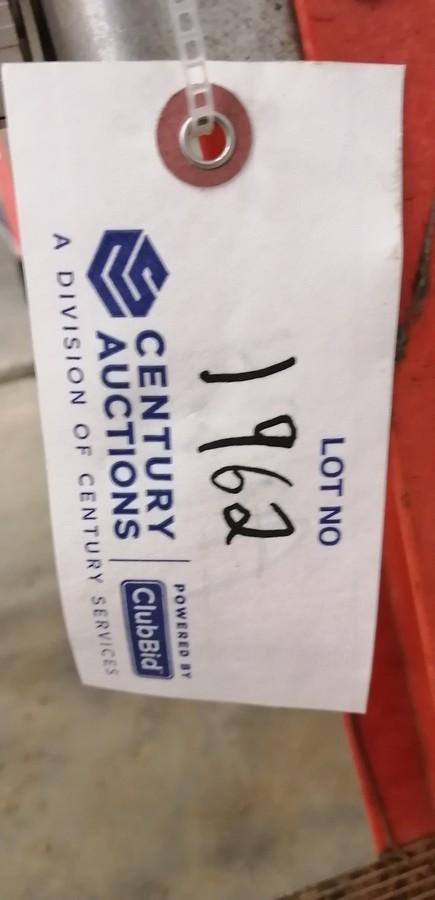 LOT NO
1962
CENTURY
AUCTIONS
POWERED BY
ClubBid
A DIVISION OF CENTURY SERVICES